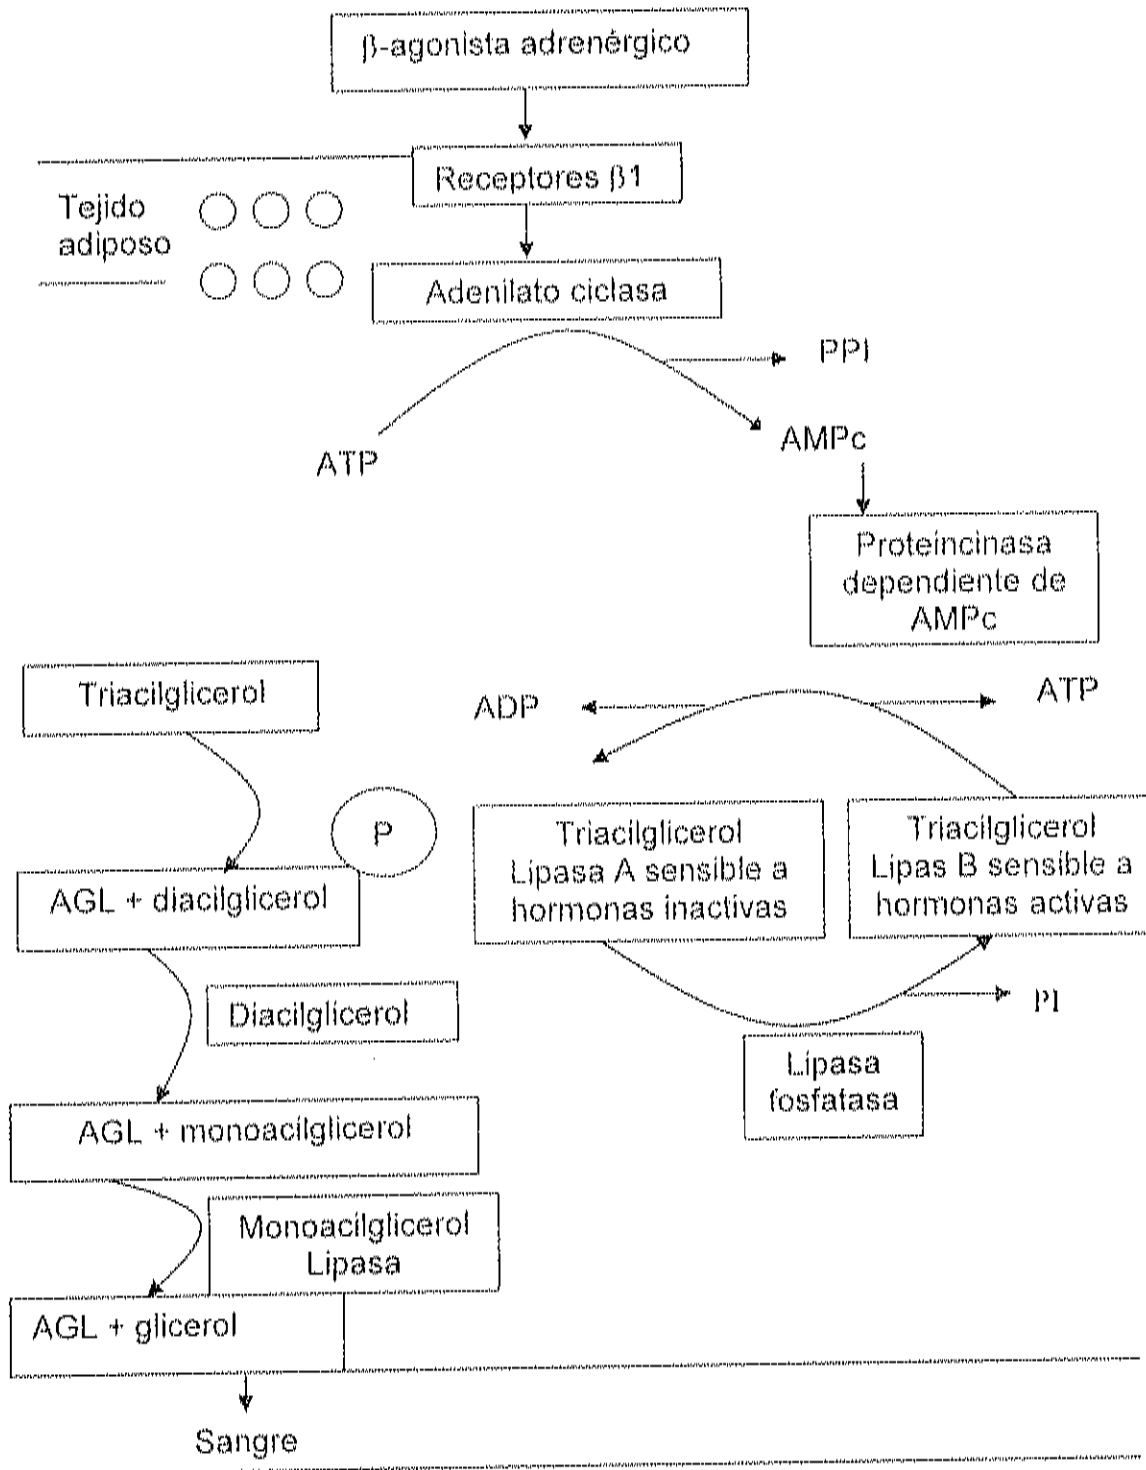 β-agonista adrenérgico
Receptores β1
Tejido
adiposo
Adenilato ciclasa
PPI
AMPc
ATP
Proteincinasa
dependiente de
AMPc
Triacilglicerol
ADP
ATP
P
Triacilglicerol
Lipasa A sensible a
hormonas inactivas
Triacilglicerol
Lipas B sensible a
hormonas activas
AGL + diacilglicerol
Diacilglicerol
PI
Lipasa
fosfatasa
AGL + monoacilglicerol
Monoacilglicerol
Lipasa
AGL + glicerol
Sangre